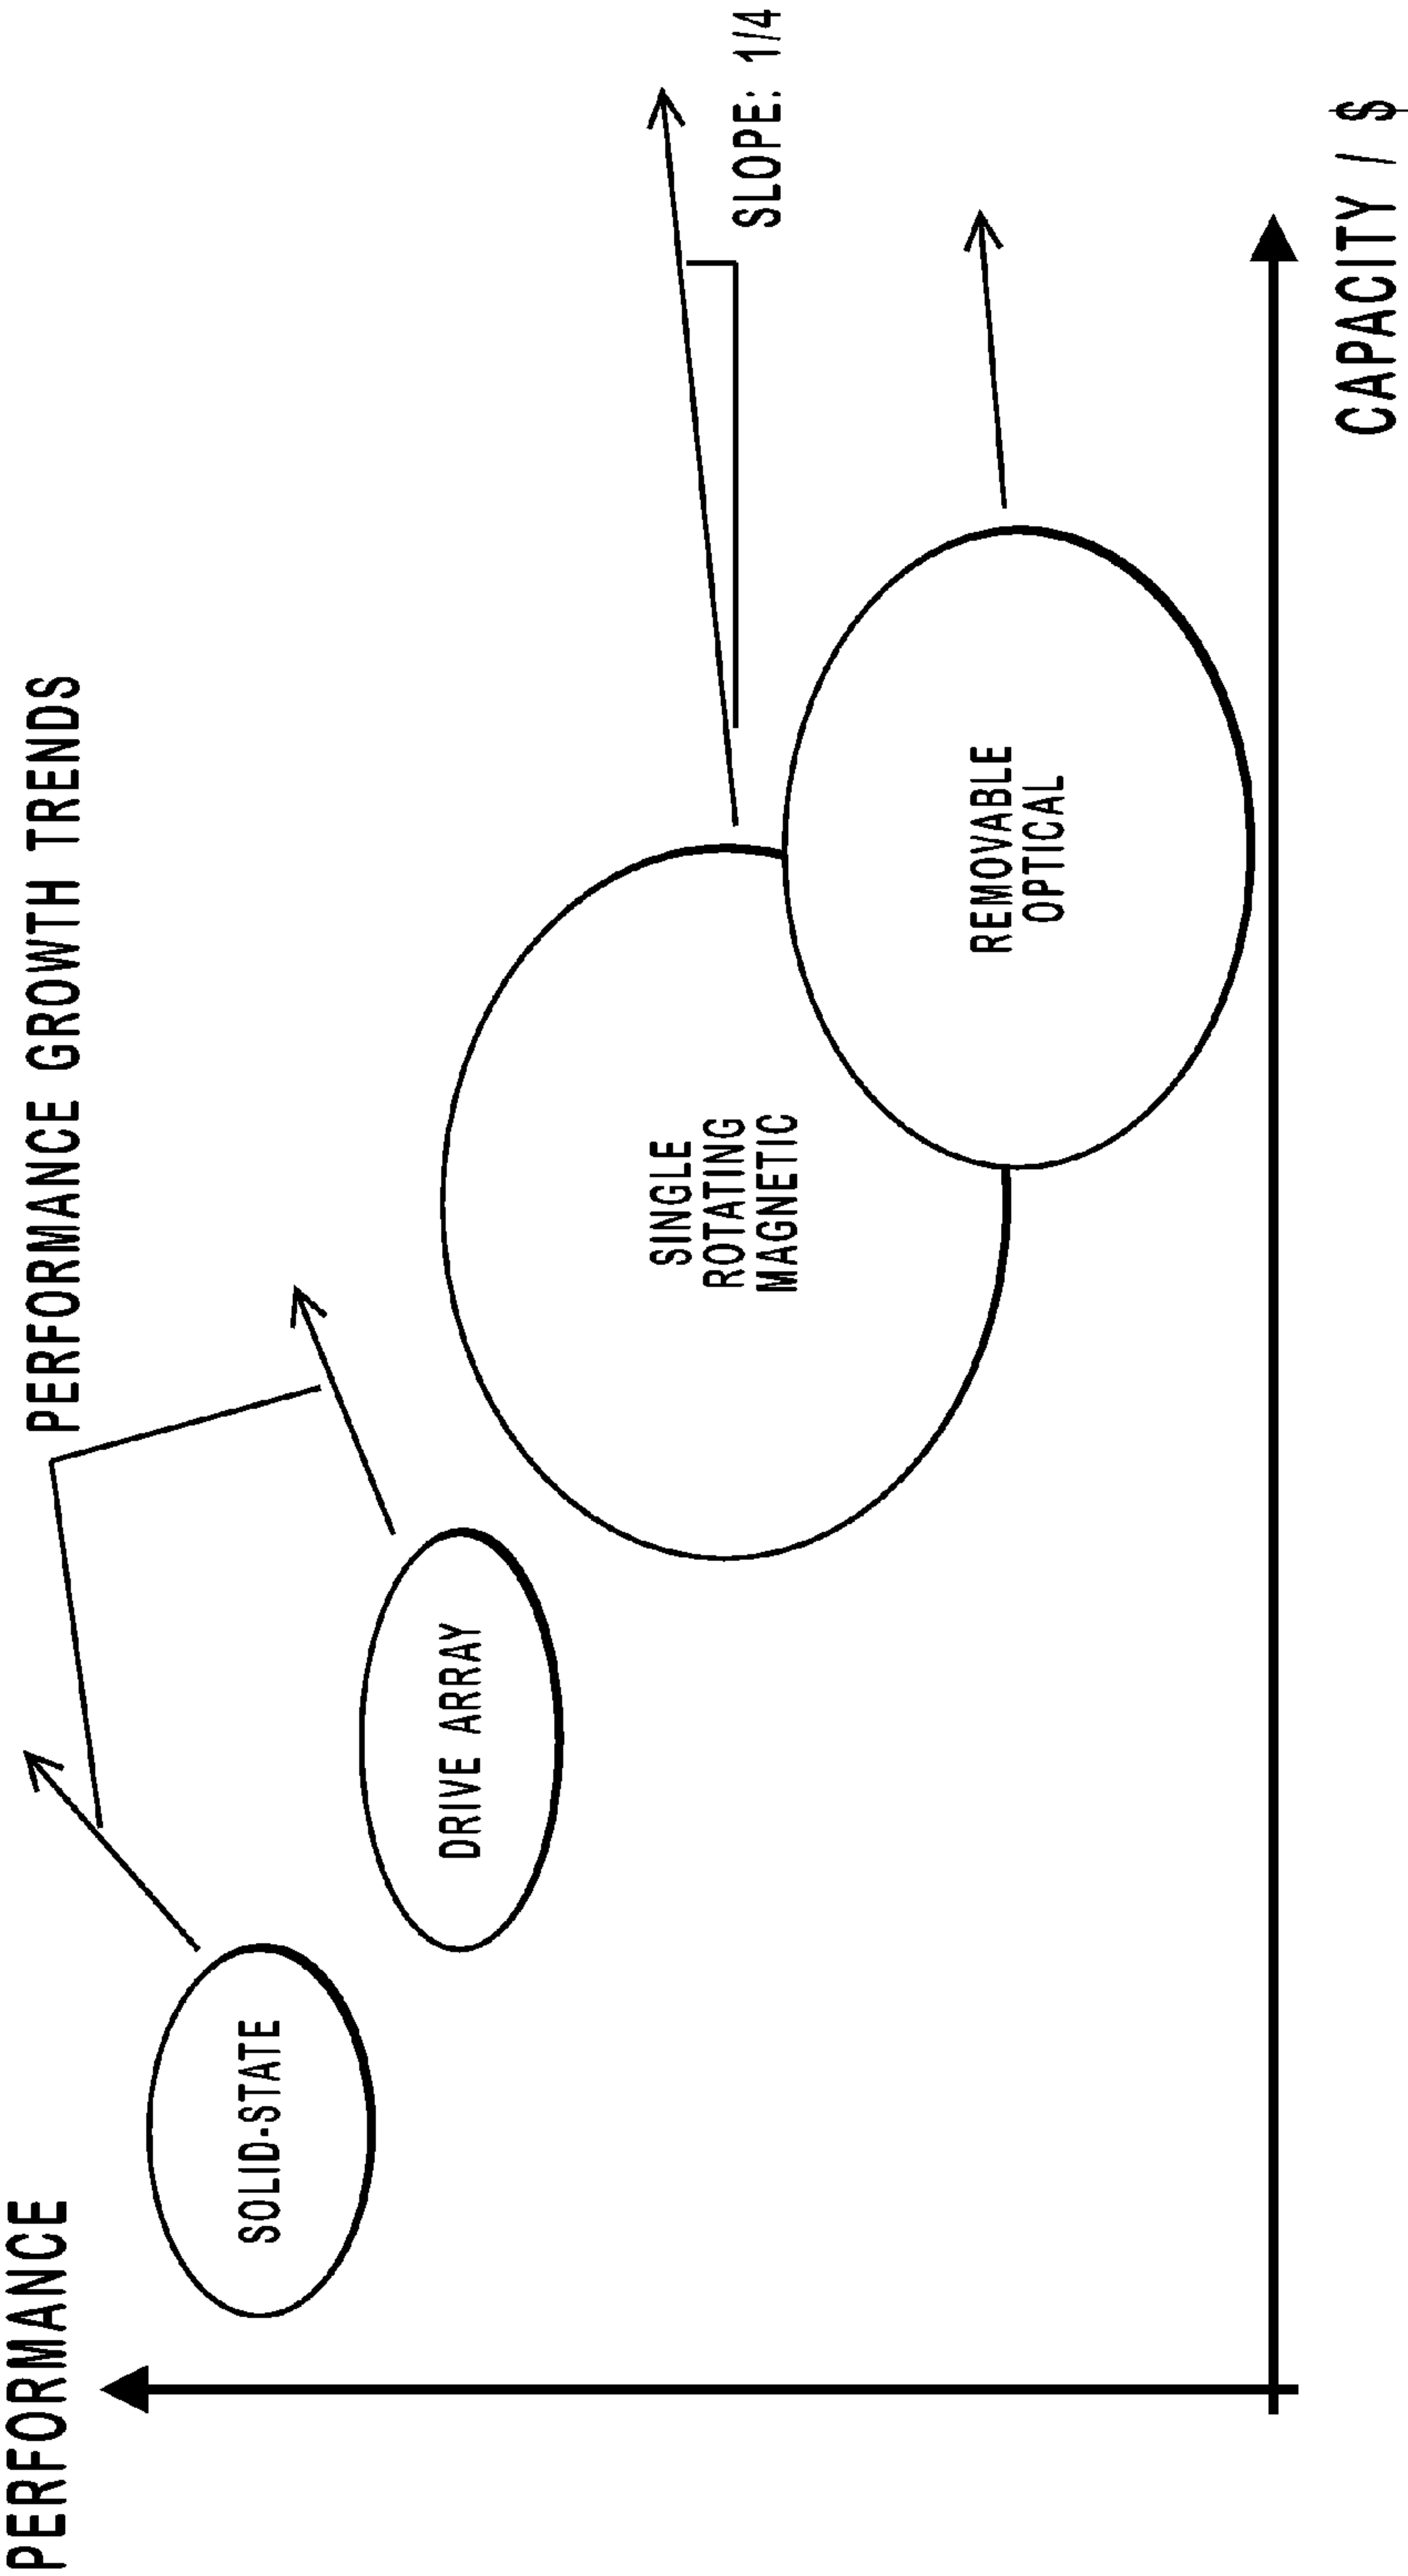 PERFORMANCE
PERFORMANCE GROWTH TRENDS
SOLID-STATE
DRIVE ARRAY
SINGLE
ROTATING
MAGNETIC
SLOPE: 1/4
REMOVABLE
OPTICAL
CAPACITY / $